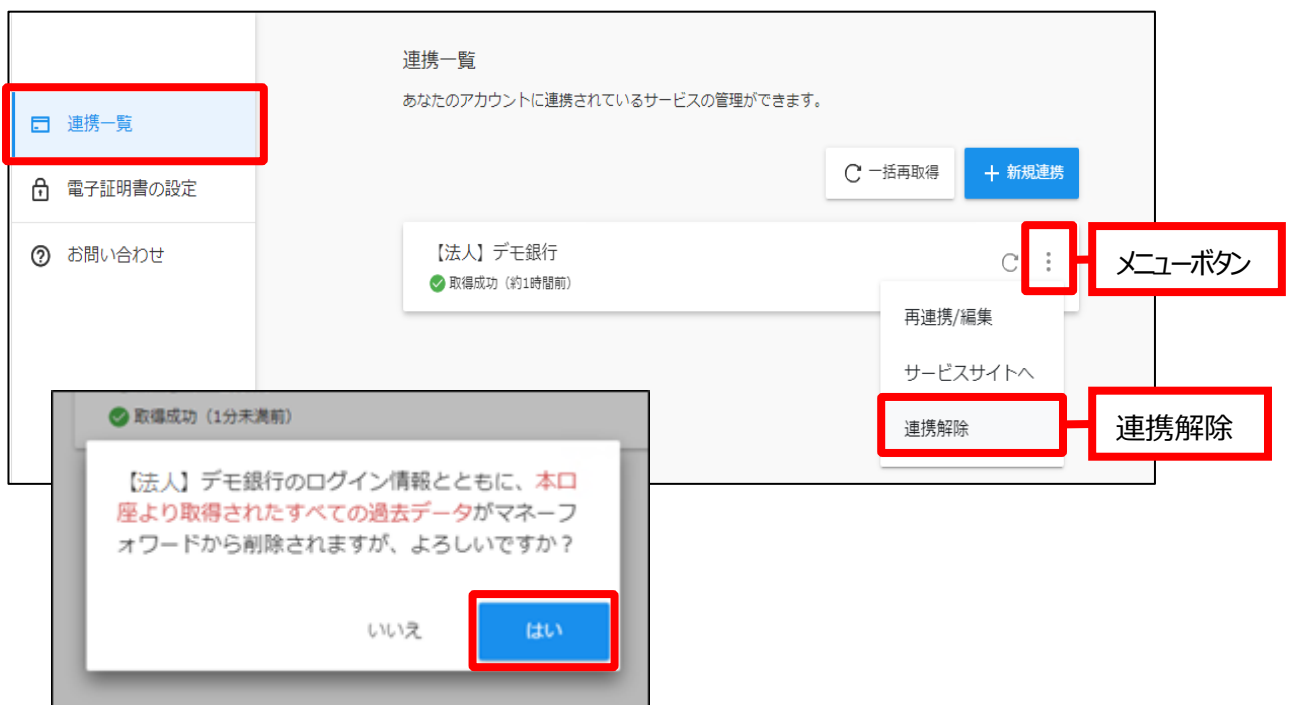 連携一覧
あなたのアカウントに連携されているサービスの管理ができます。
連携一覧
電子証明書の設定
お問い合わせ
一括再取得
＋ 新規連携
【法人】デモ銀行
取得成功（約1時間前）
メニューボタン
再連携/編集
サービスサイトへ
連携解除
連携解除
取得成功（1分未満前）
【法人】デモ銀行のログイン情報とともに、本口
座より取得されたすべての過去データがマネーフ
ォワードから削除されますが、よろしいですか？
いいえ
はい